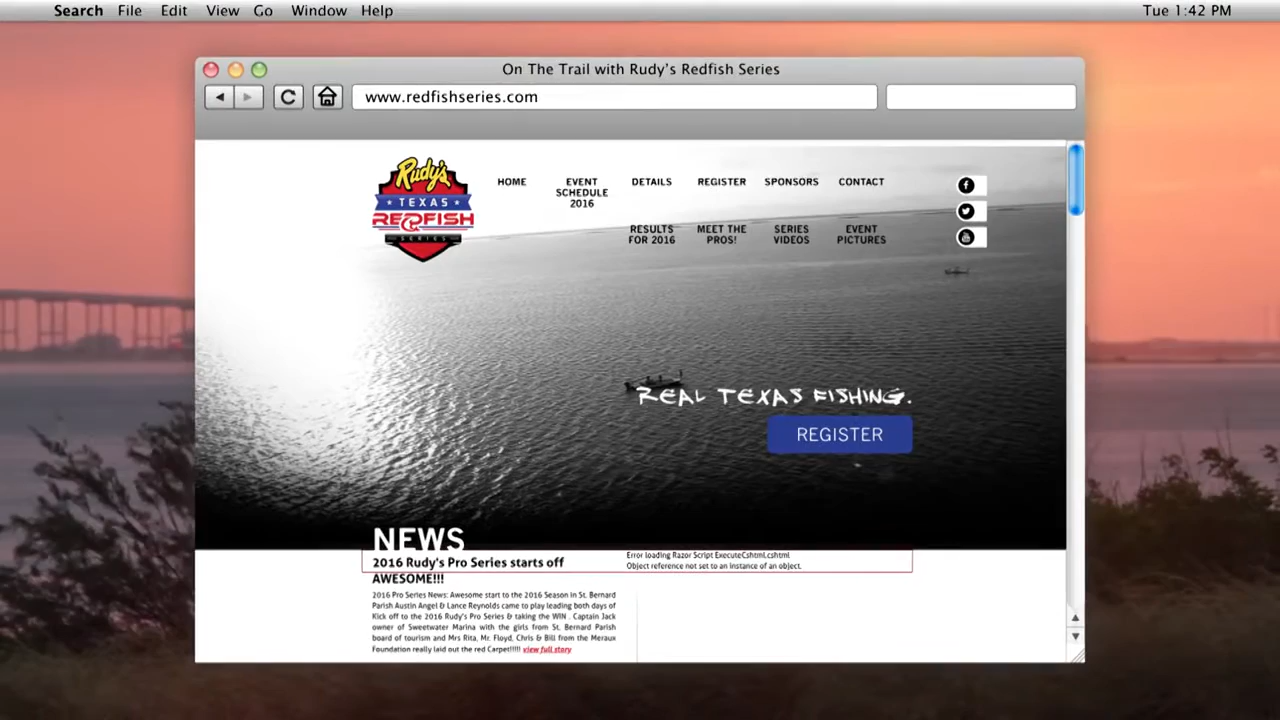 Search File Edit View Go Window Help Tue 1:42 PM
On The Trail with Rudy's Redfish Series
www.redfishseries.com
Rudy's
TEXAS
REDFISH
SERIES
HOME
EVENT
SCHEDULE
2016
DETAILS
REGISTER
SPONSORS
CONTACT
RESULTS
FOR 2016
MEET THE
PROS!
SERIES
VIDEOS
EVENT
PICTURES
REAL TEXAS FISHING.
REGISTER
NEWS
2016 Rudy's Pro Series starts off
AWESOME!!!
Error loading Razor Script ExecuteCshtml.cshtml
Object reference not set to an instance of an object.
2016 Pro Series News: Awesome start to the 2016 Season in St. Bernard
Parish Austin Angel & Lance Reynolds came to play leading both days of
Kick off to the 2016 Rudy's Pro Series & taking the WIN . Captain Jack
owner of Sweetwater Marina with the girls from St. Bernard Parish
board of tourism and Mrs Rita, Mr. Floyd, Chris & Bill from the Meraux
Foundation really laid out the red Carpet!!!!! view full story